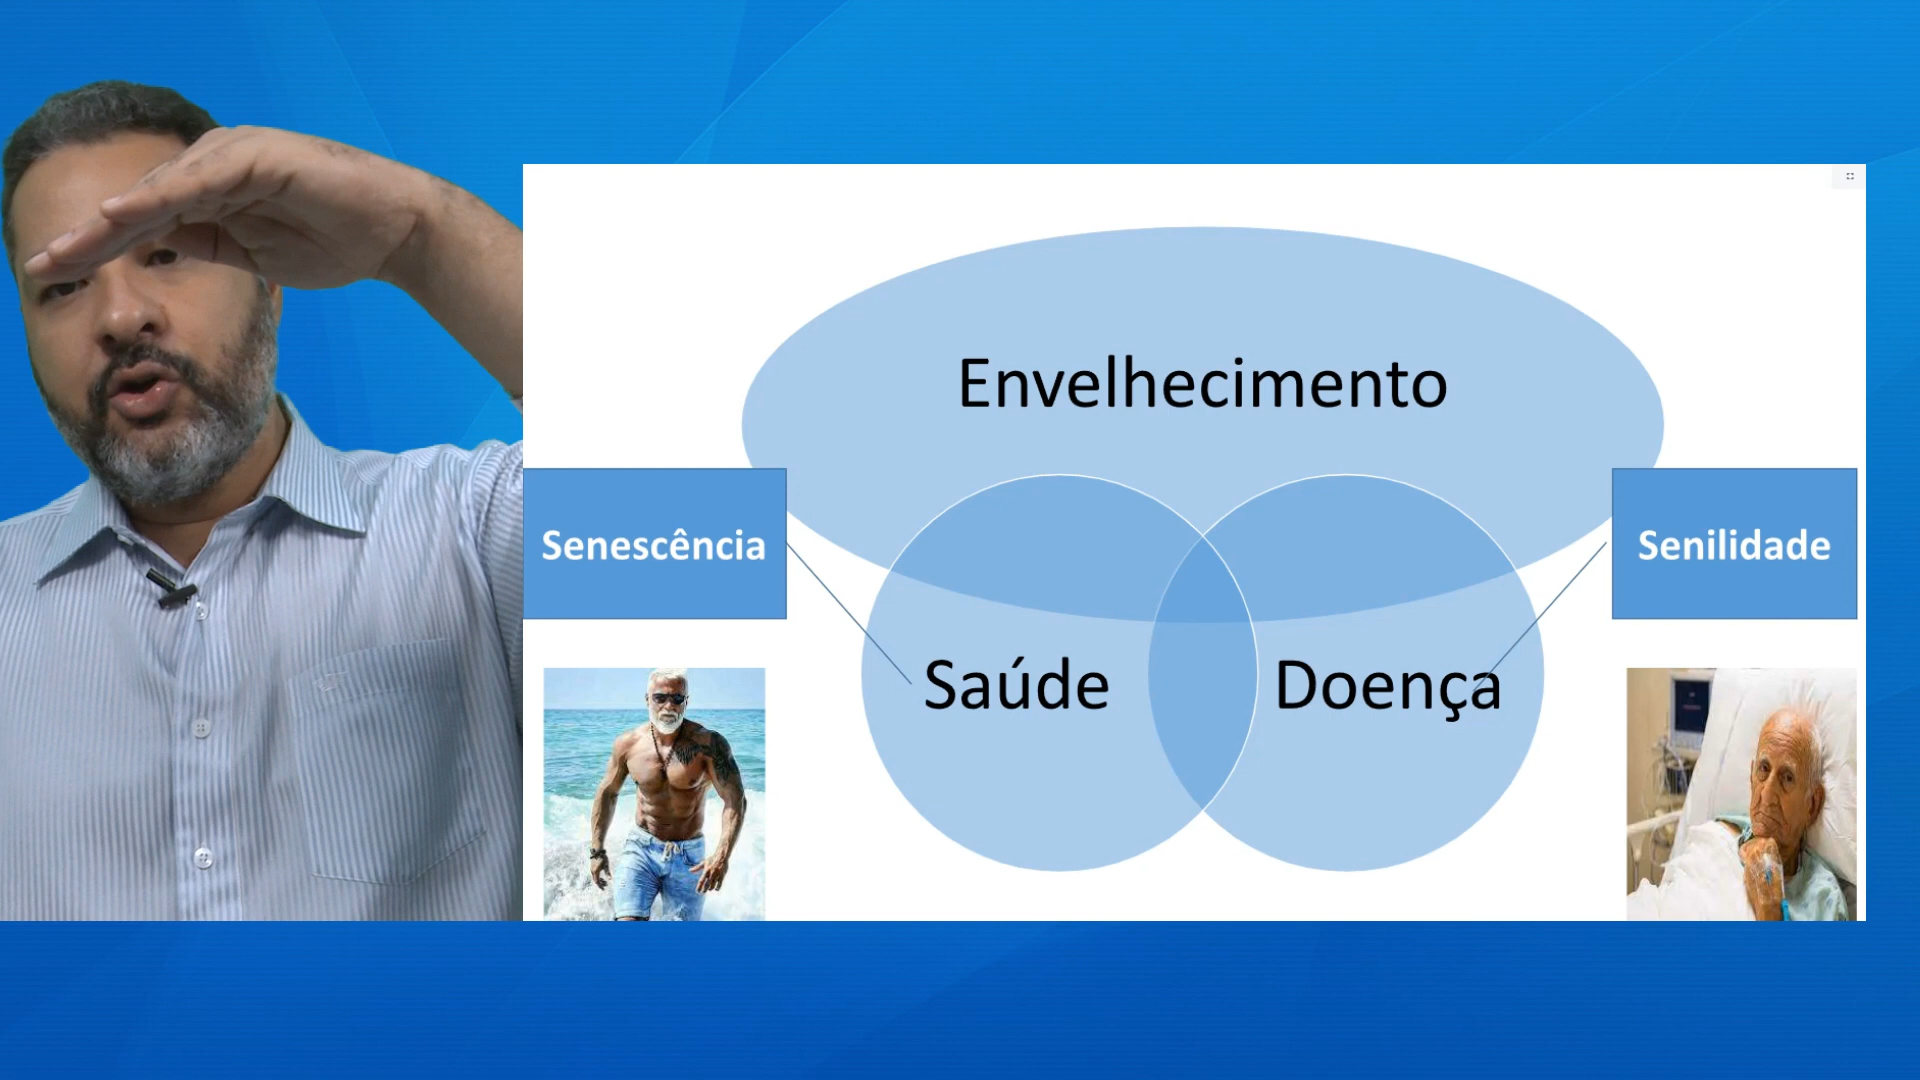 Envelhecimento
Senescência
Senilidade
Saúde
Doença